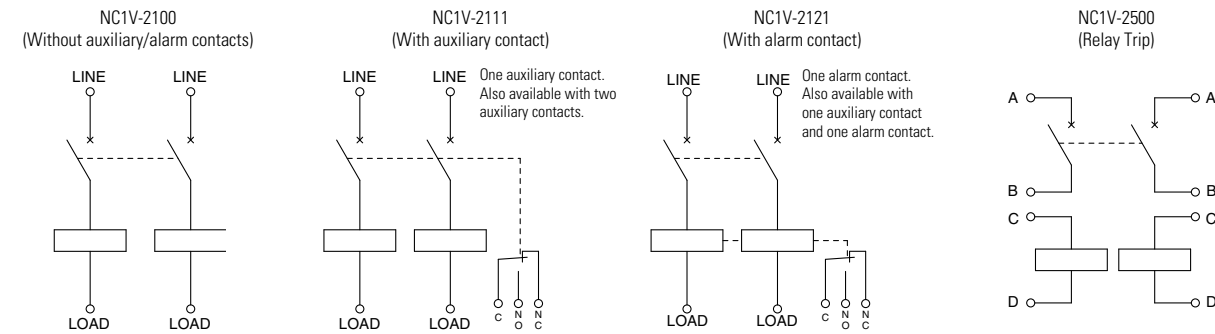 NC1V-2100
(Without auxiliary/alarm contacts)
LINE
LINE
LOAD
LOAD
NC1V-2111
(With auxiliary contact)
LINE
LINE
One auxiliary contact.
Also available with two
auxiliary contacts.
LOAD
LOAD
C
NO
NC
NC1V-2121
(With alarm contact)
LINE
LINE
One alarm contact.
Also available with
one auxiliary contact
and one alarm contact.
LOAD
LOAD
C
NO
NC
NC1V-2500
(Relay Trip)
A
A
B
B
C
C
D
D